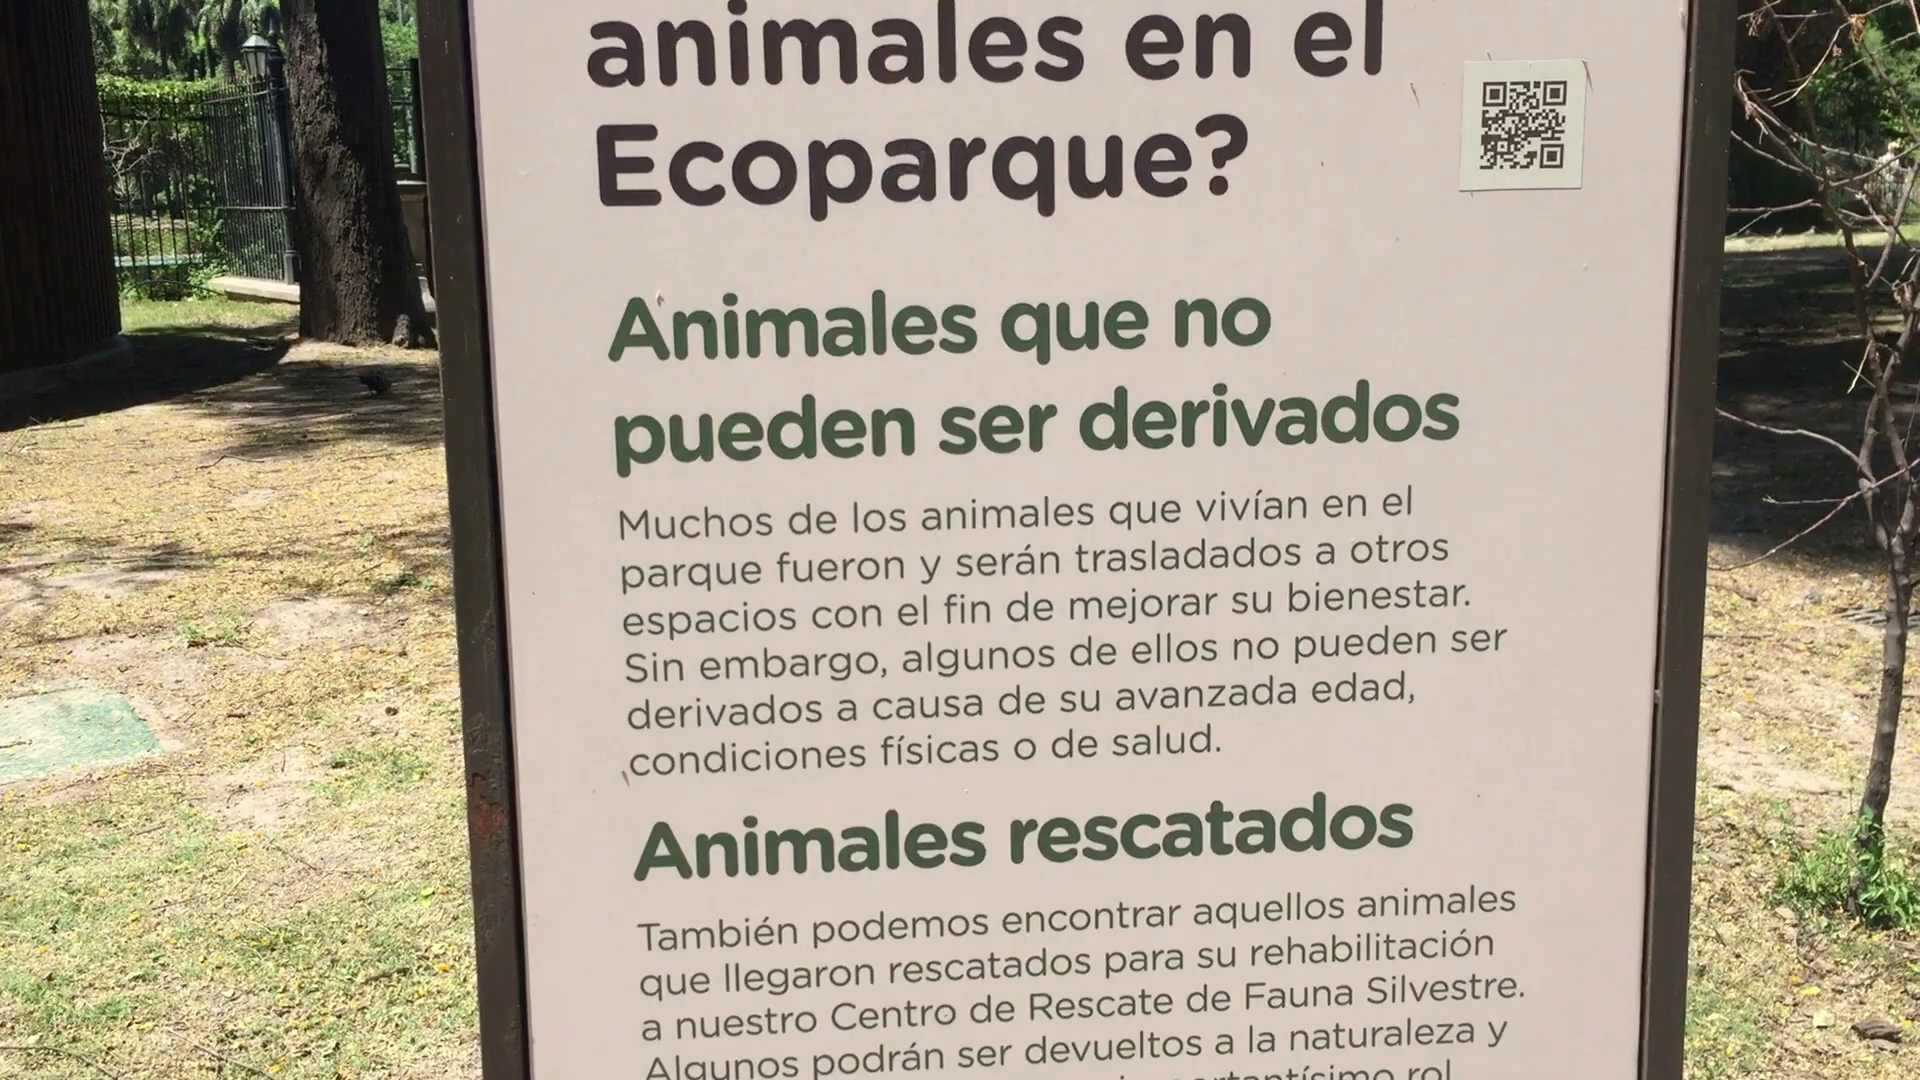 animales en el
Ecoparque?
Animales que no
pueden ser derivados
Muchos de los animales que vivían en el
parque fueron y serán trasladados a otros
espacios con el fin de mejorar su bienestar.
Sin embargo, algunos de ellos no pueden ser
derivados a causa de su avanzada edad,
condiciones físicas o de salud.
Animales rescatados
También podemos encontrar aquellos animales
que llegaron rescatados para su rehabilitación
a nuestro Centro de Rescate de Fauna Silvestre.
Algunos podrán ser devueltos a la naturaleza y
rol